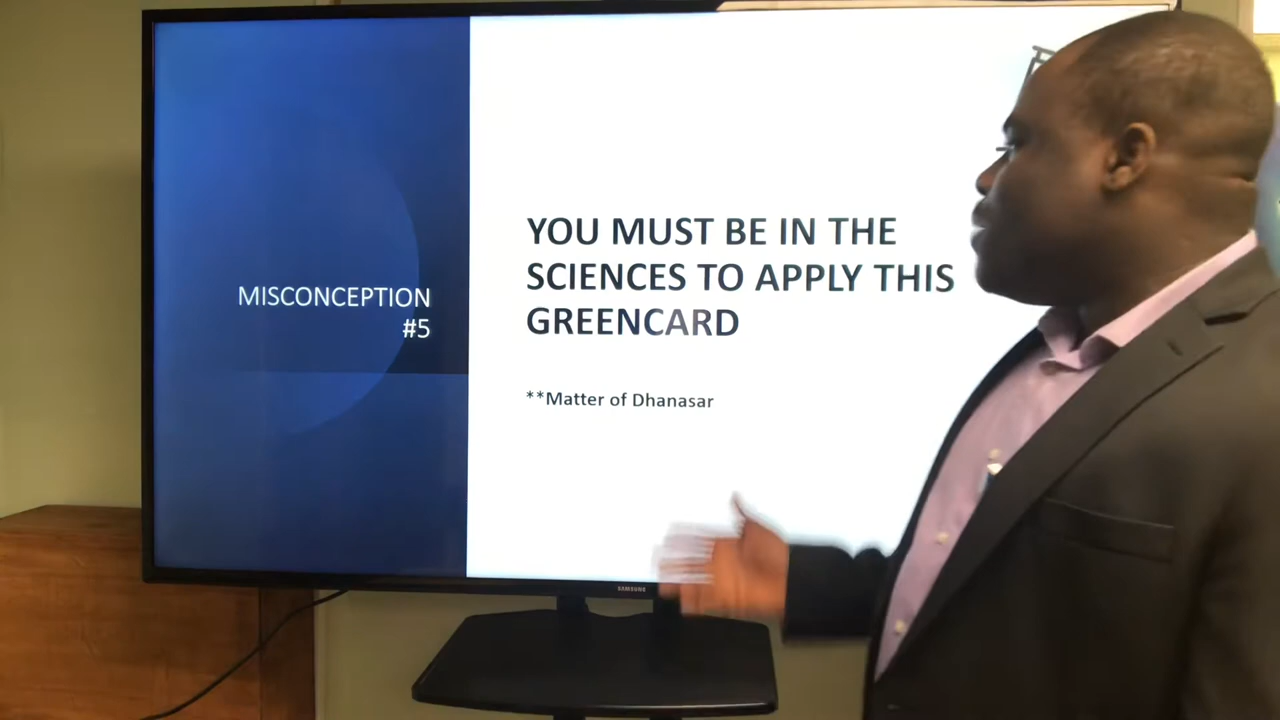 MISCONCEPTION
#5
YOU MUST BE IN THE
SCIENCES TO APPLY THIS
GREENCARD
**Matter of Dhanasar
SAMSUNG